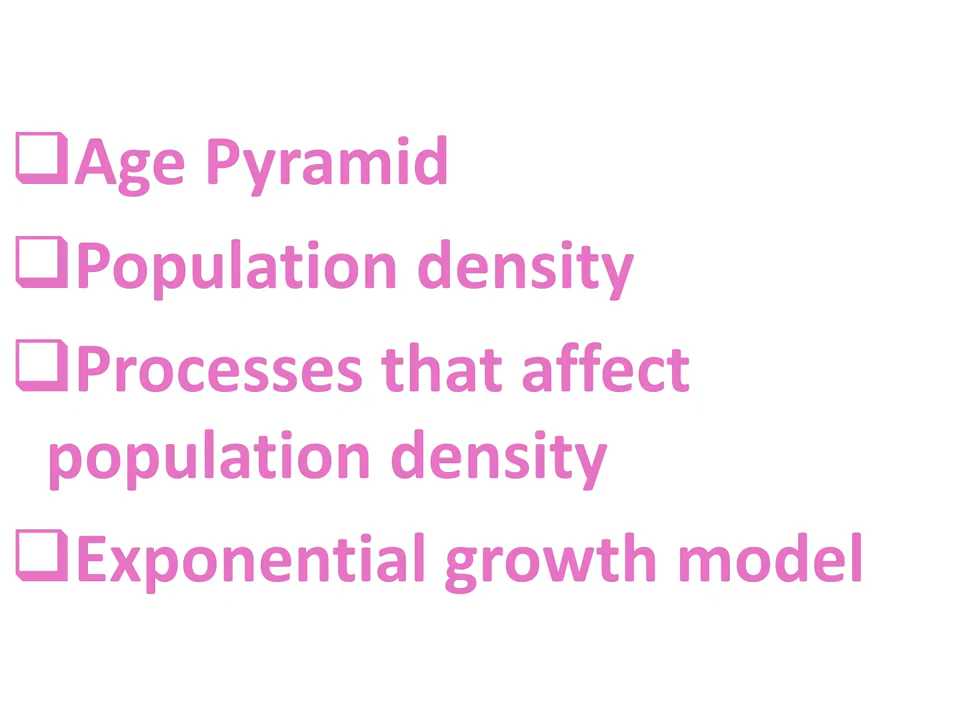 ❑Age Pyramid
❑Population density
❑Processes that affect
population density
❑Exponential growth model